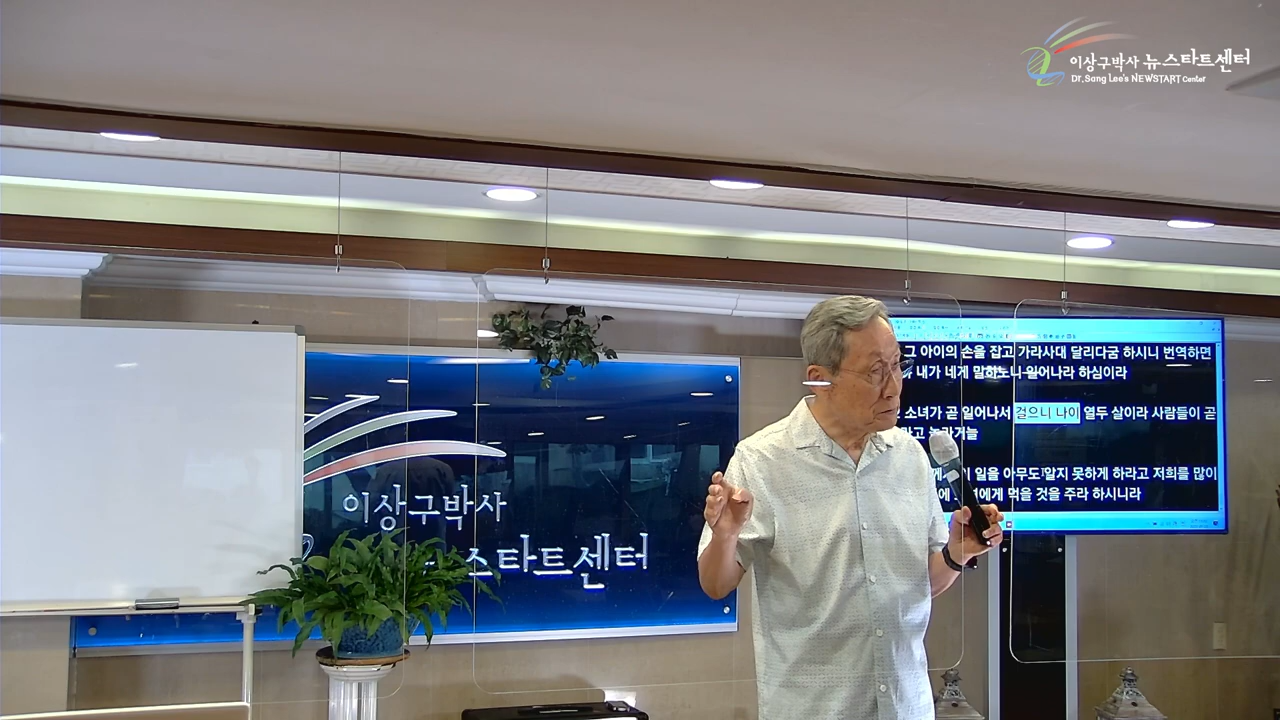 이상구박사 뉴스타트센터
Dr. Sang Lee's NEWSTART Center
그 아이의 손을 잡고 가라사대 달리다굼 하시니 번역하면
내가 네게 말하노니 일어나라 하심이라
소녀가 곧 일어나서 걸으니 나이 열두 살이라 사람들이 곧
놀라거늘
이 일을 아무도 알지 못하게 하라고 저희를 많이
에게 먹을 것을 주라 하시니라
이상구박사
스타트센터